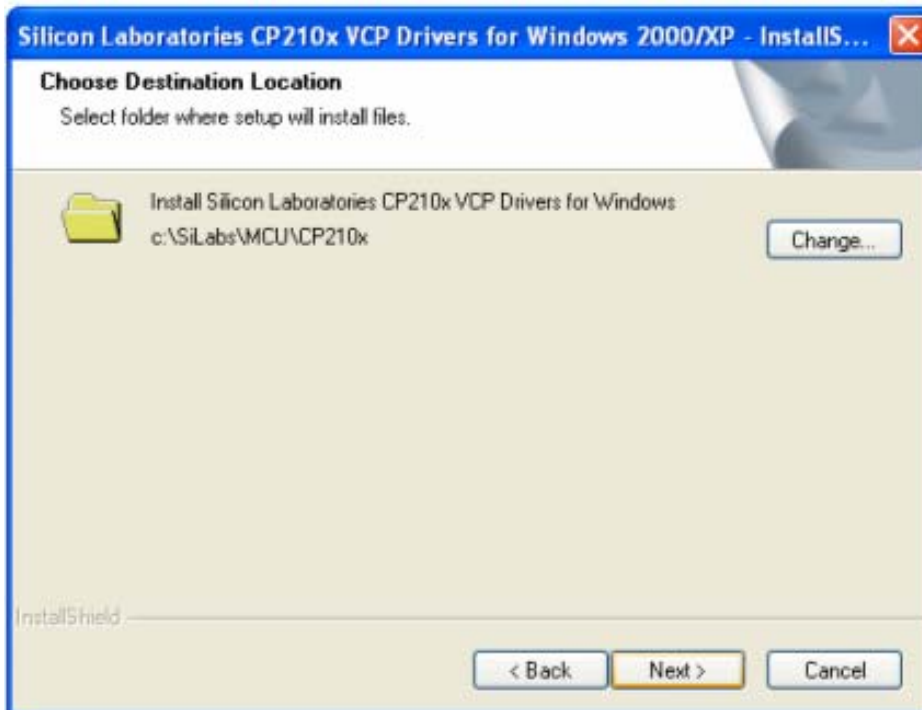 Silicon Laboratories CP210x VCP Drivers for Windows 2000/XP - InstallS...
Choose Destination Location
Select folder where setup will install files.
Install Silicon Laboratories CP210x VCP Drivers for Windows
c:\SiLabs\MCU\CP210x
Change...
InstallShield
< Back
Next >
Cancel